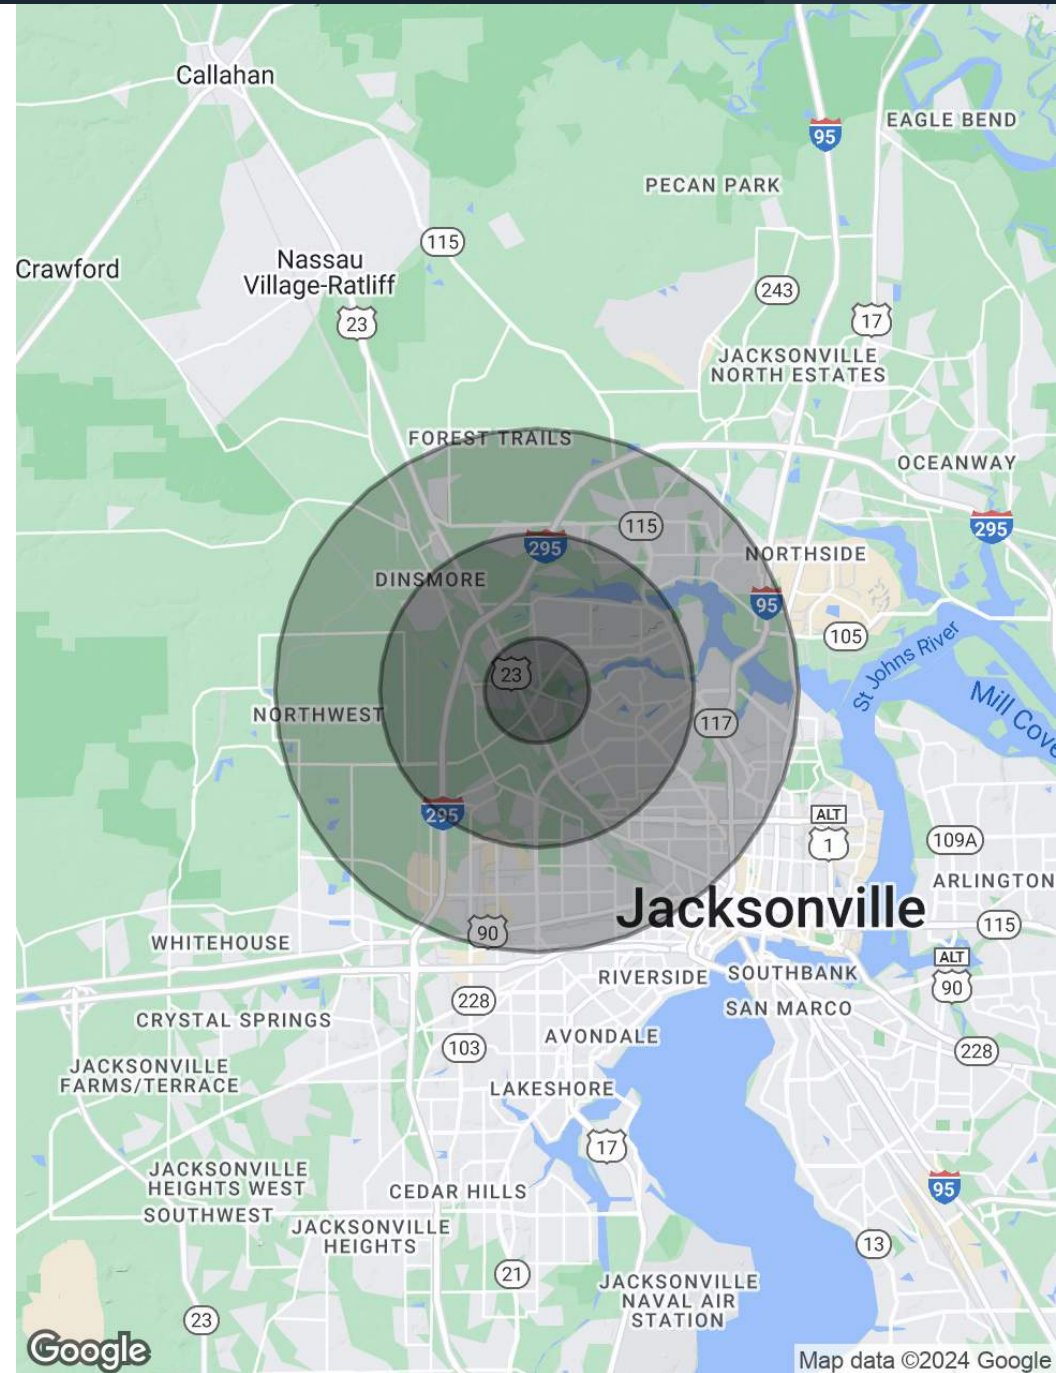 Callahan
95
EAGLE BEND
PECAN PARK
115
Nassau
Village-Ratliff
Crawford
243
23
17
JACKSONVILLE
NORTH ESTATES
FOREST TRAILS
OCEANWAY
115
295
295
NORTHSIDE
DINSMORE
95
105
St Johns River
23
Mill Cove
NORTHWEST
117
295
ALT
1
109A
ARLINGTON
Jacksonville
115
90
WHITEHOUSE
ALT
90
RIVERSIDE
SOUTHBANK
228
SAN MARCO
CRYSTAL SPRINGS
AVONDALE
103
228
JACKSONVILLE
FARMS/TERRACE
LAKESHORE
17
JACKSONVILLE
HEIGHTS WEST
CEDAR HILLS
95
SOUTHWEST
JACKSONVILLE
HEIGHTS
13
21
JACKSONVILLE
NAVAL AIR
STATION
23
Google
Map data ©2024 Google